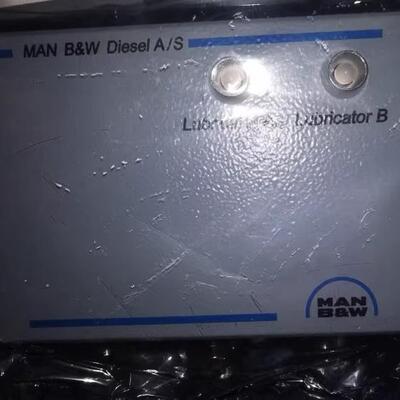 MAN B&W Diesel A/S
Lubricator B
MAN
B&W